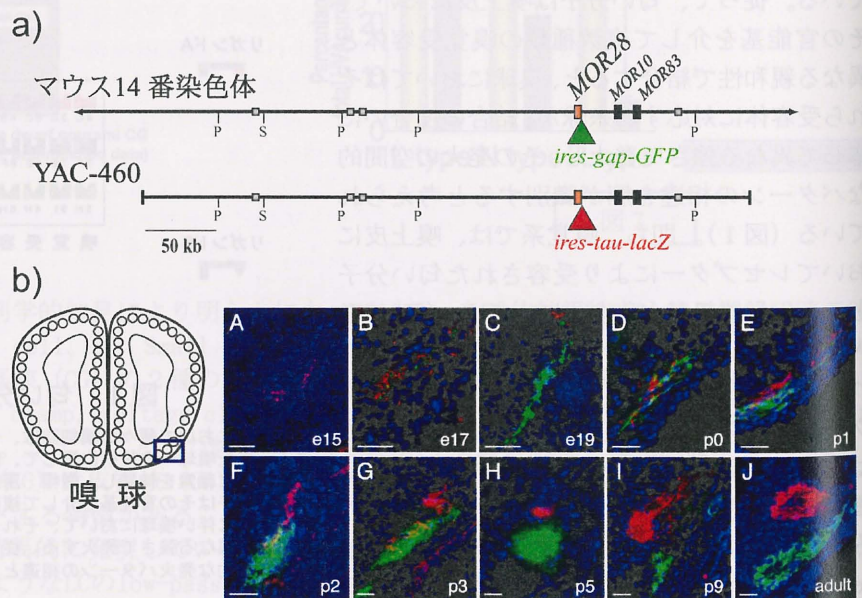 a)
マウス14 番染色体
MOR28
MOR10
MOR83
P S P P P
ires-gap-GFP
YAC-460
P S P P P
50 kb
ires-tau-lacZ
b)
A B C D E
e15 e17 e19 p0 p1
F G H I J
p2 p3 p5 p9 adult
嗅 球